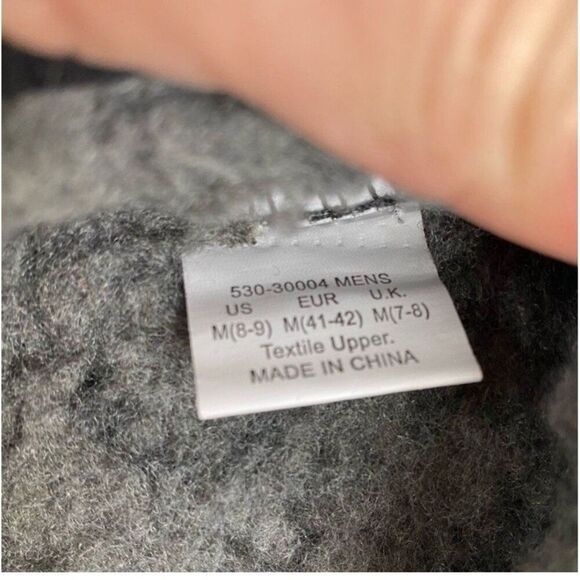 530-30004 MENS
US EUR U.K.
M(8-9) M(41-42) M(7-8)
Textile Upper.
MADE IN CHINA